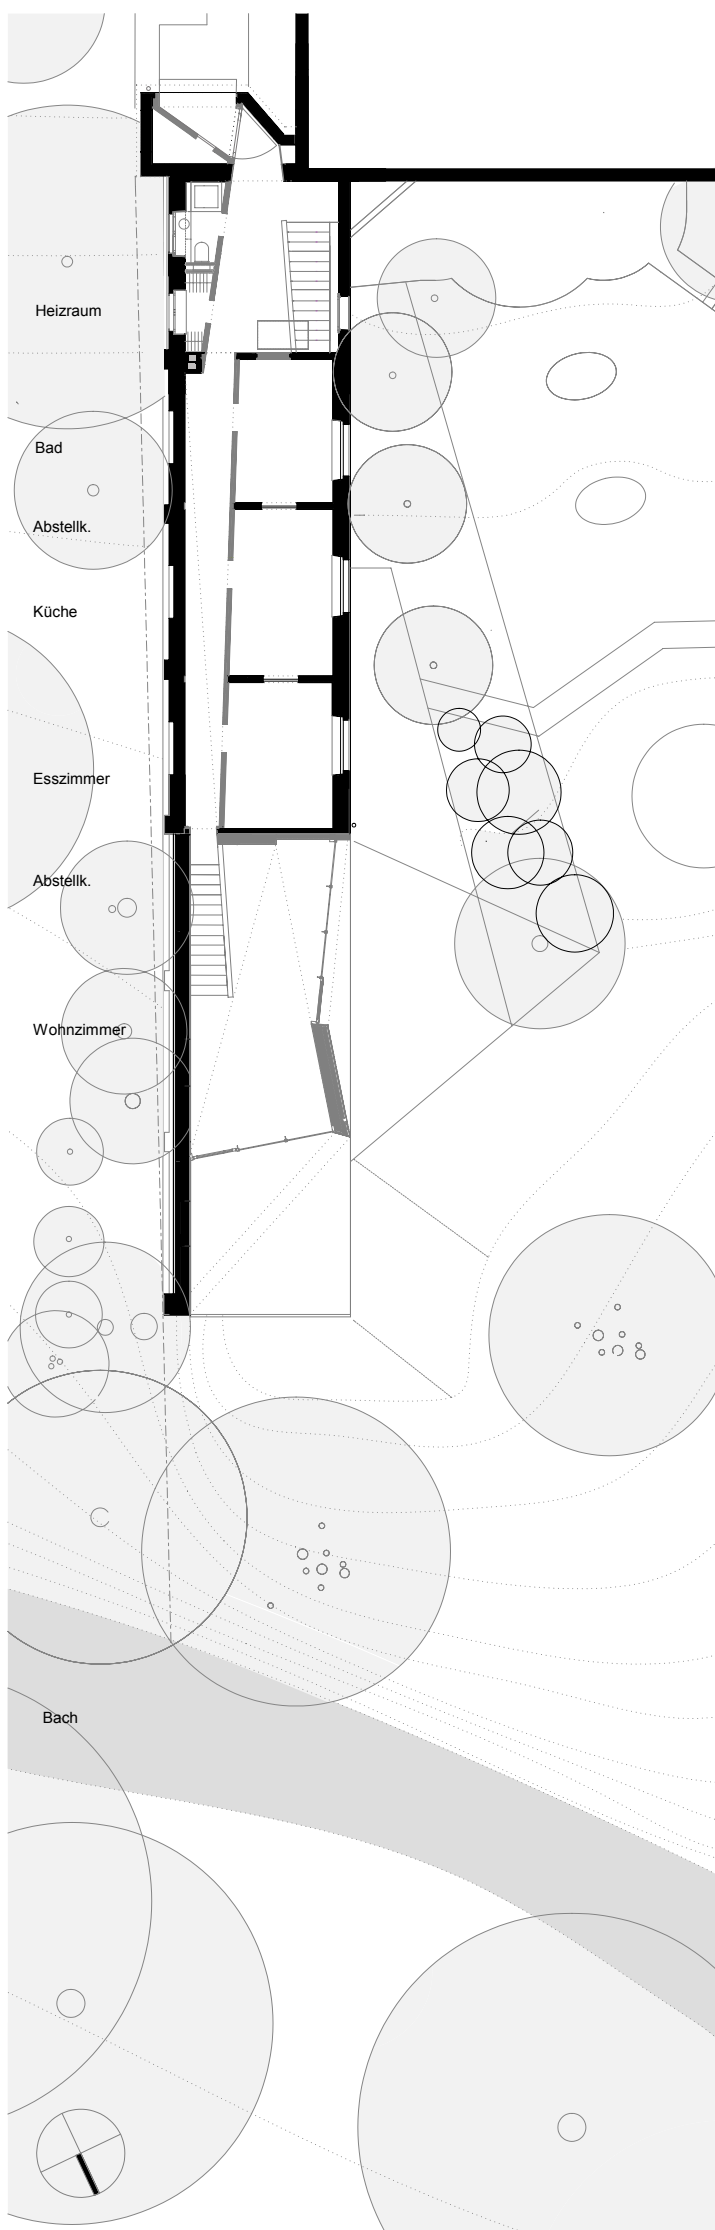 Heizraum
Bad
Abstellk.
Küche
Esszimmer
Abstellk.
Wohnzimmer
Bach